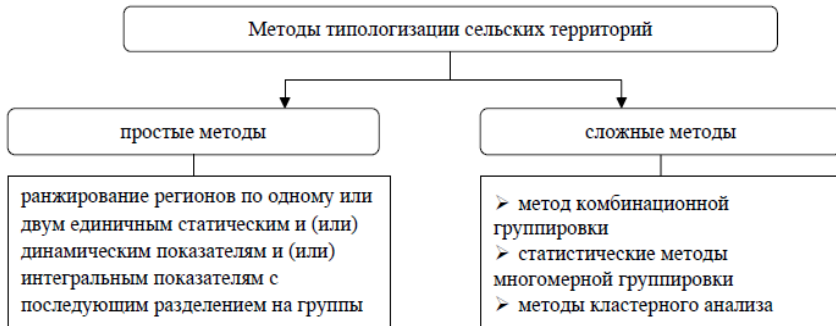 Методы типологизации сельских территорий
простые методы
сложные методы
ранжирование регионов по одному или
двум единичным статическим и (или)
динамическим показателям и (или)
интегральным показателям с
последующим разделением на группы
➢ метод комбинационной
группировки
➢ статистические методы
многомерной группировки
➢ методы кластерного анализа